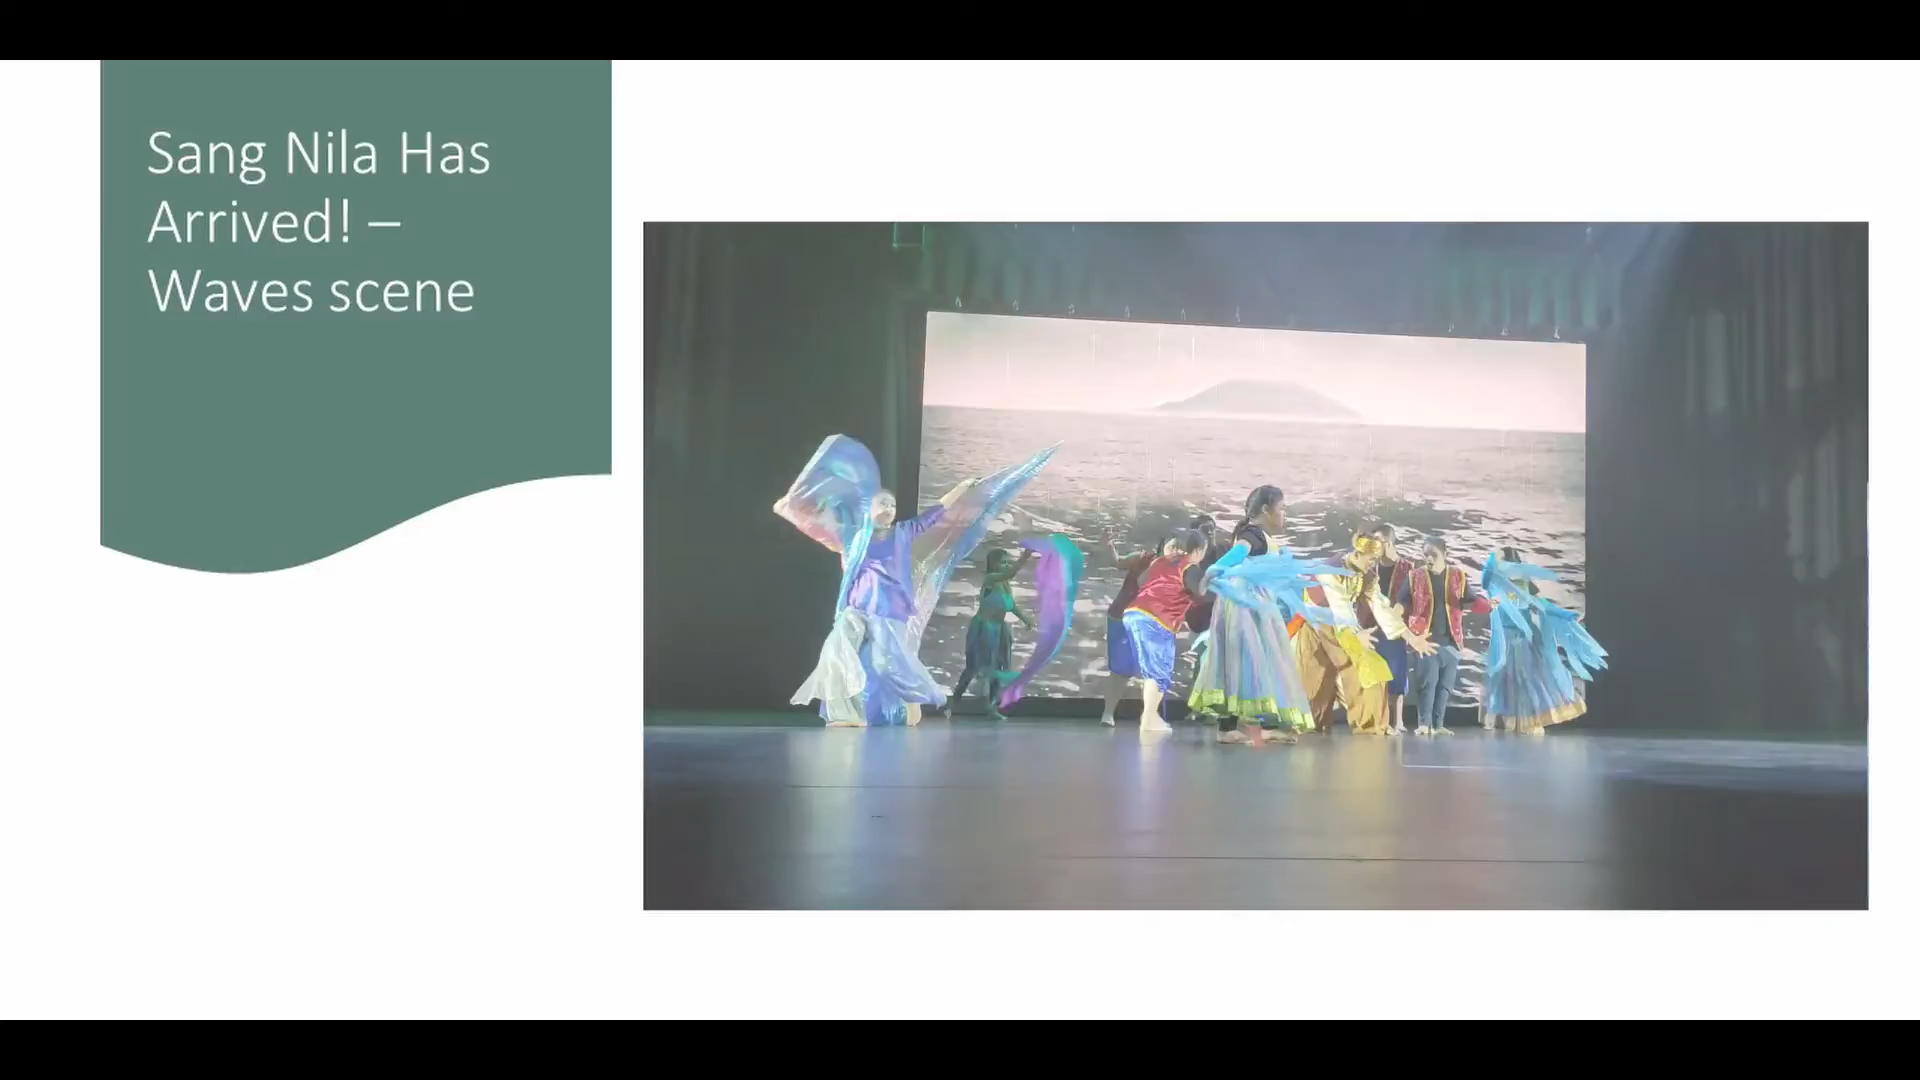 Sang Nila Has
Arrived! –
Waves scene